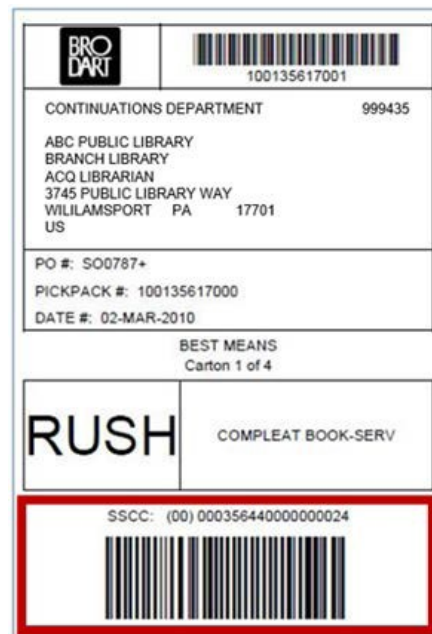 BRO
DART
100135617001
CONTINUATIONS DEPARTMENT 999435
ABC PUBLIC LIBRARY
BRANCH LIBRARY
ACQ LIBRARIAN
3745 PUBLIC LIBRARY WAY
WILILAMSPORT PA 17701
US
PO #: SO0787+
PICKPACK #: 100135617000
DATE #: 02-MAR-2010
BEST MEANS
Carton 1 of 4
RUSH
COMPLEAT BOOK-SERV
SSCC: (00) 000356440000000024